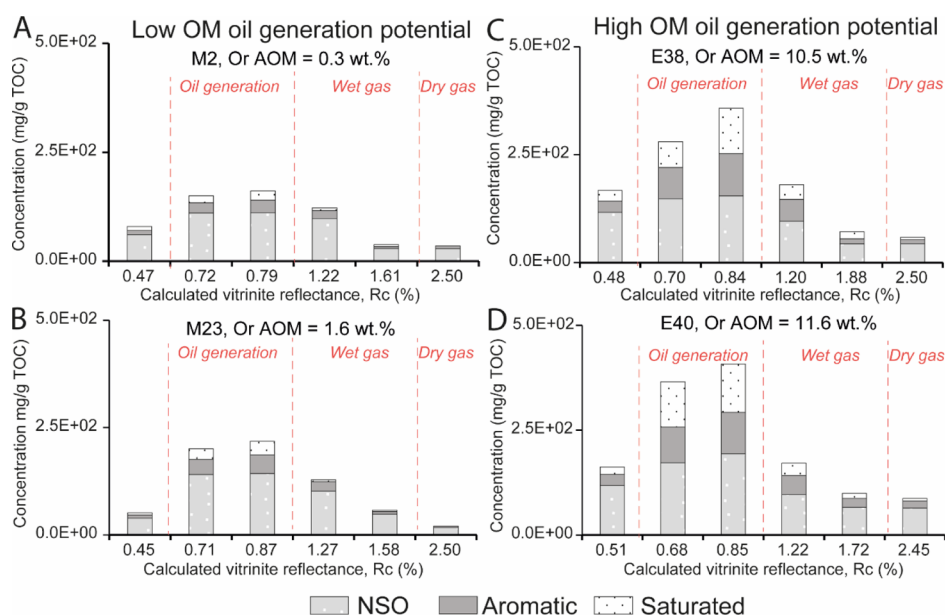 A Low OM oil generation potential
M2, Or AOM = 0.3 wt.%
Oil generation Wet gas Dry gas
Concentration (mg/g TOC)
5.0E+02
2.5E+02
0.0E+00
0.47 0.72 0.79 1.22 1.61 2.50
Calculated vitrinite reflectance, Rc (%)
B
M23, Or AOM = 1.6 wt.%
Oil generation Wet gas Dry gas
Concentration mg/g TOC)
5.0E+02
2.5E+02
0.0E+00
0.45 0.71 0.87 1.27 1.58 2.50
Calculated vitrinite reflectance, Rc (%)
C High OM oil generation potential
E38, Or AOM = 10.5 wt.%
Oil generation Wet gas Dry gas
Concentration (mg/g TOC)
5.0E+02
2.5E+02
0.0E+00
0.48 0.70 0.84 1.20 1.88 2.50
Calculated vitrinite reflectance, Rc (%)
D
E40, Or AOM = 11.6 wt.%
Oil generation Wet gas Dry gas
Concentration (mg/g TOC)
5.0E+02
2.5E+02
0.0E+00
0.51 0.68 0.85 1.22 1.72 2.45
Calculated vitrinite reflectance, Rc (%)
NSO Aromatic Saturated